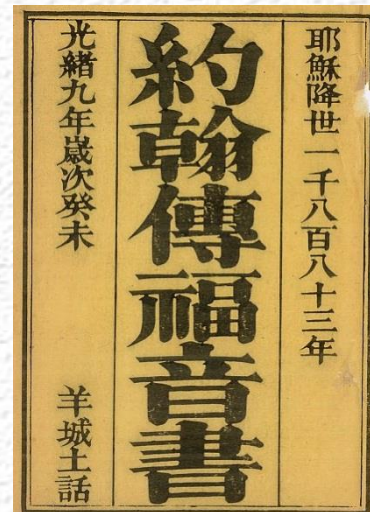 耶穌降世一千八百八十三年
約翰傳福音書
光緒九年嵗次癸未
羊城土話